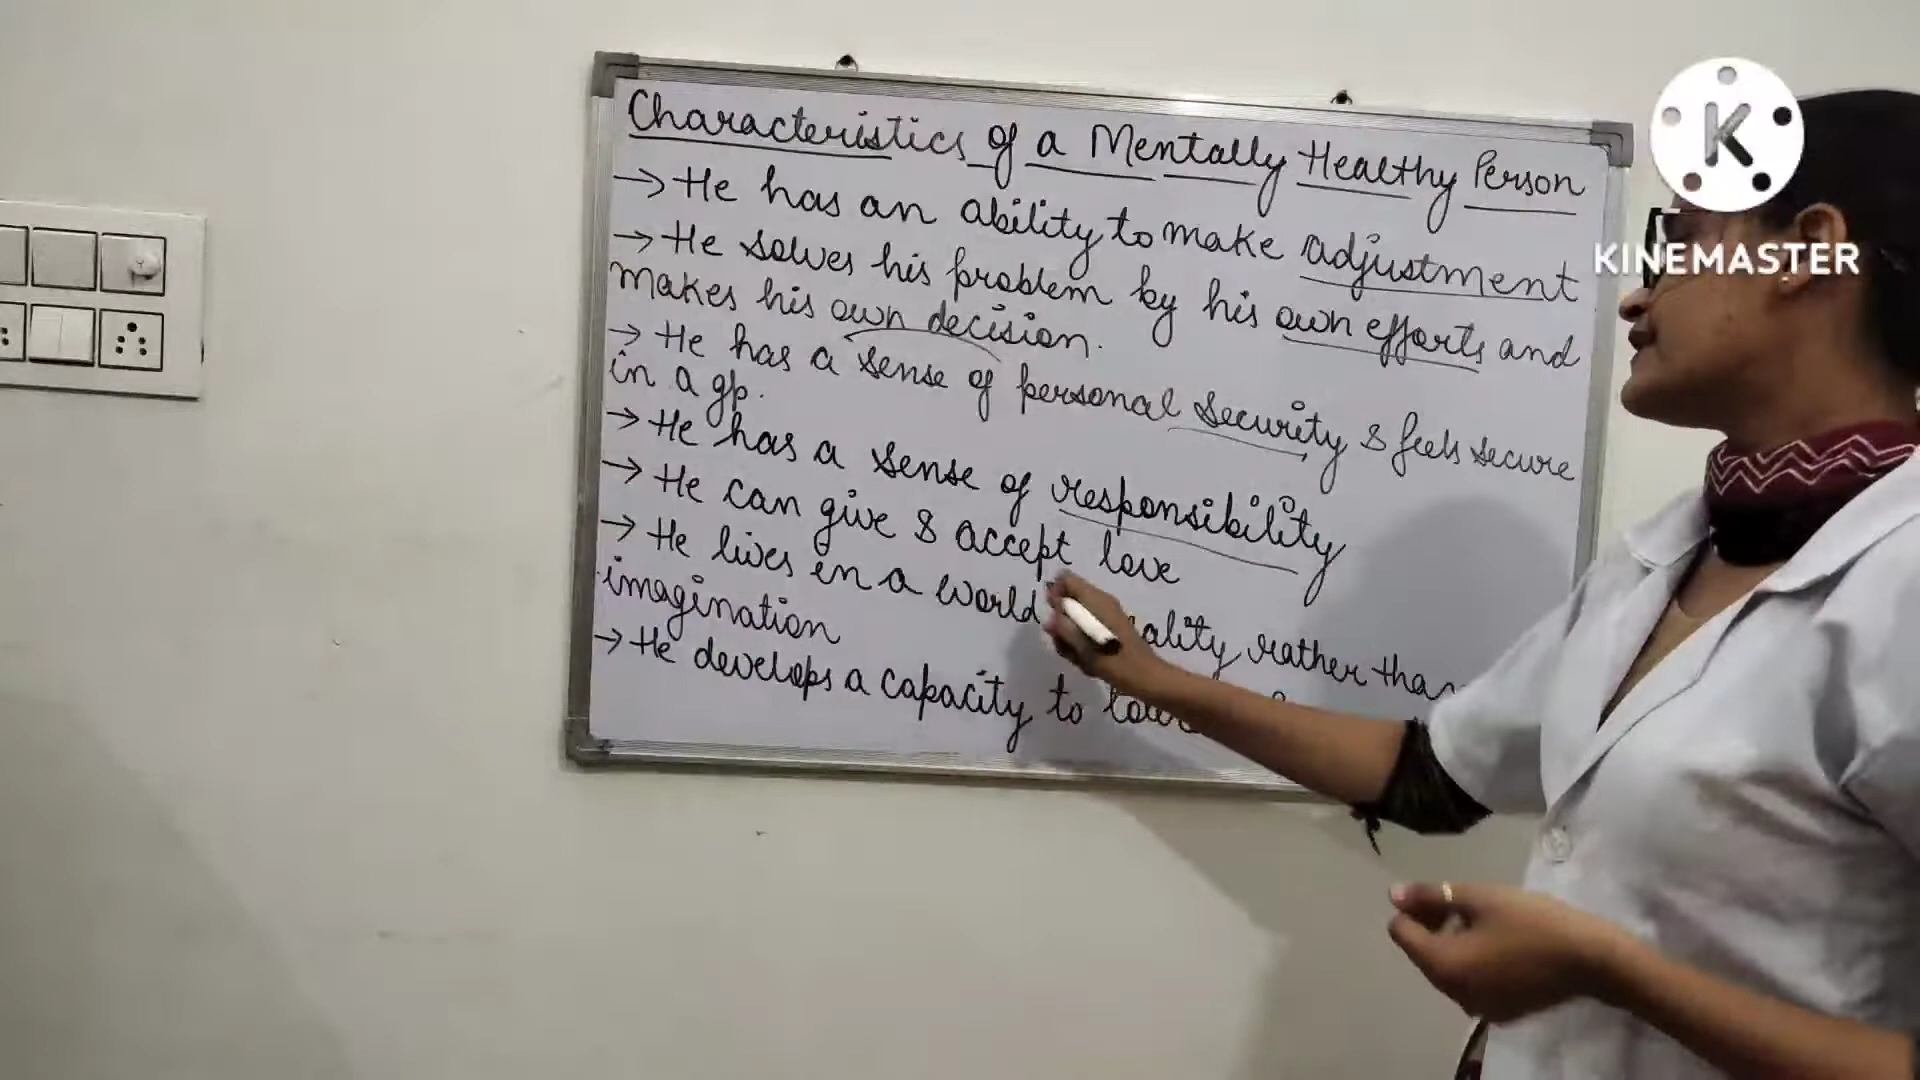 Characteristics of a Mentally Healthy Person
→ He has an ability to make adjustment
→ He solves his problem by his own efforts and
makes his own decision.
→ He has a sense of personal security & feels secure
in a gp.
→ He has a sense of responsibility
→ He can give & accept love
→ He lives in a world rather than
imagination
→ He develops a capacity to
K
KINEMASTER